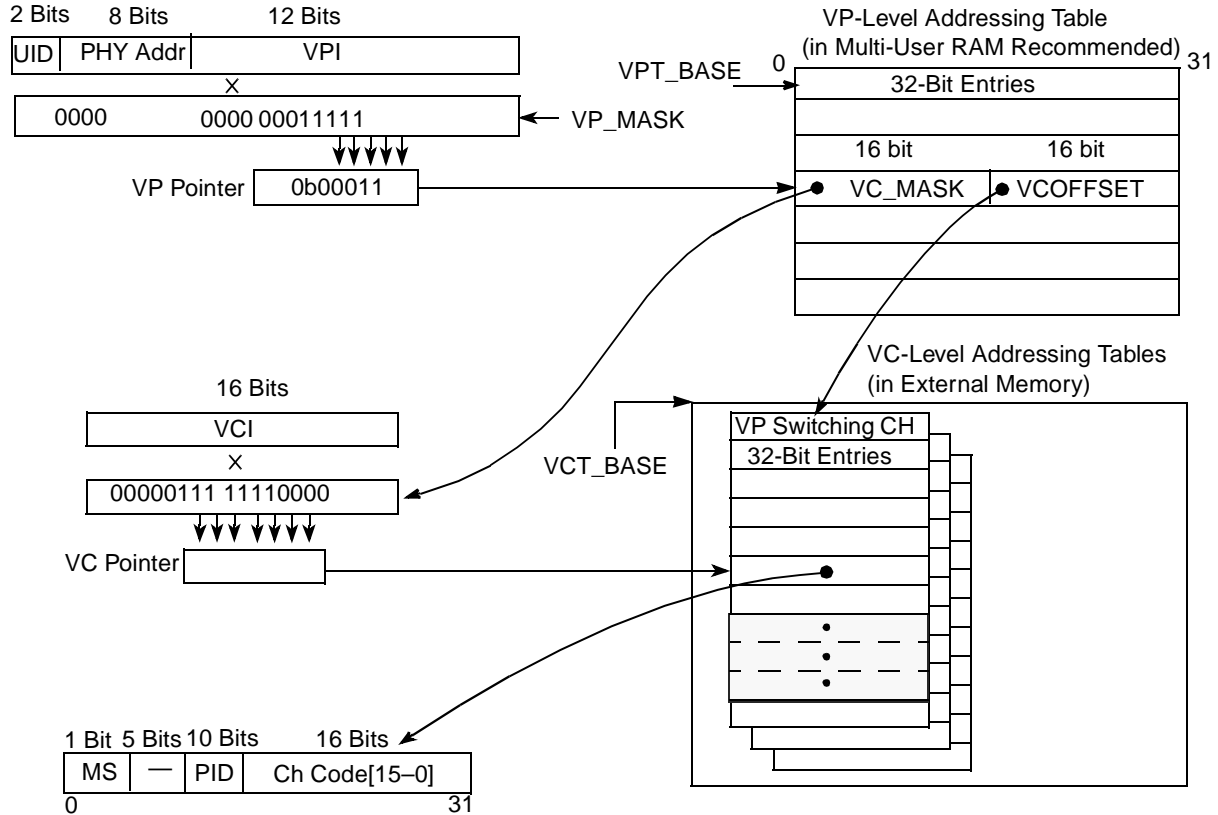 2 Bits 8 Bits 12 Bits
UID PHY Addr VPI
0000 0000 00011111
VP_MASK
VP Pointer 0b00011
VP-Level Addressing Table
(in Multi-User RAM Recommended)
VPT_BASE 0 31
32-Bit Entries
16 bit 16 bit
VC_MASK VCOFFSET
VC-Level Addressing Tables
(in External Memory)
16 Bits
VCI
00000111 11110000
VC Pointer
VCT_BASE
VP Switching CH
32-Bit Entries
1 Bit 5 Bits 10 Bits 16 Bits
MS — PID Ch Code[15–0]
0 31